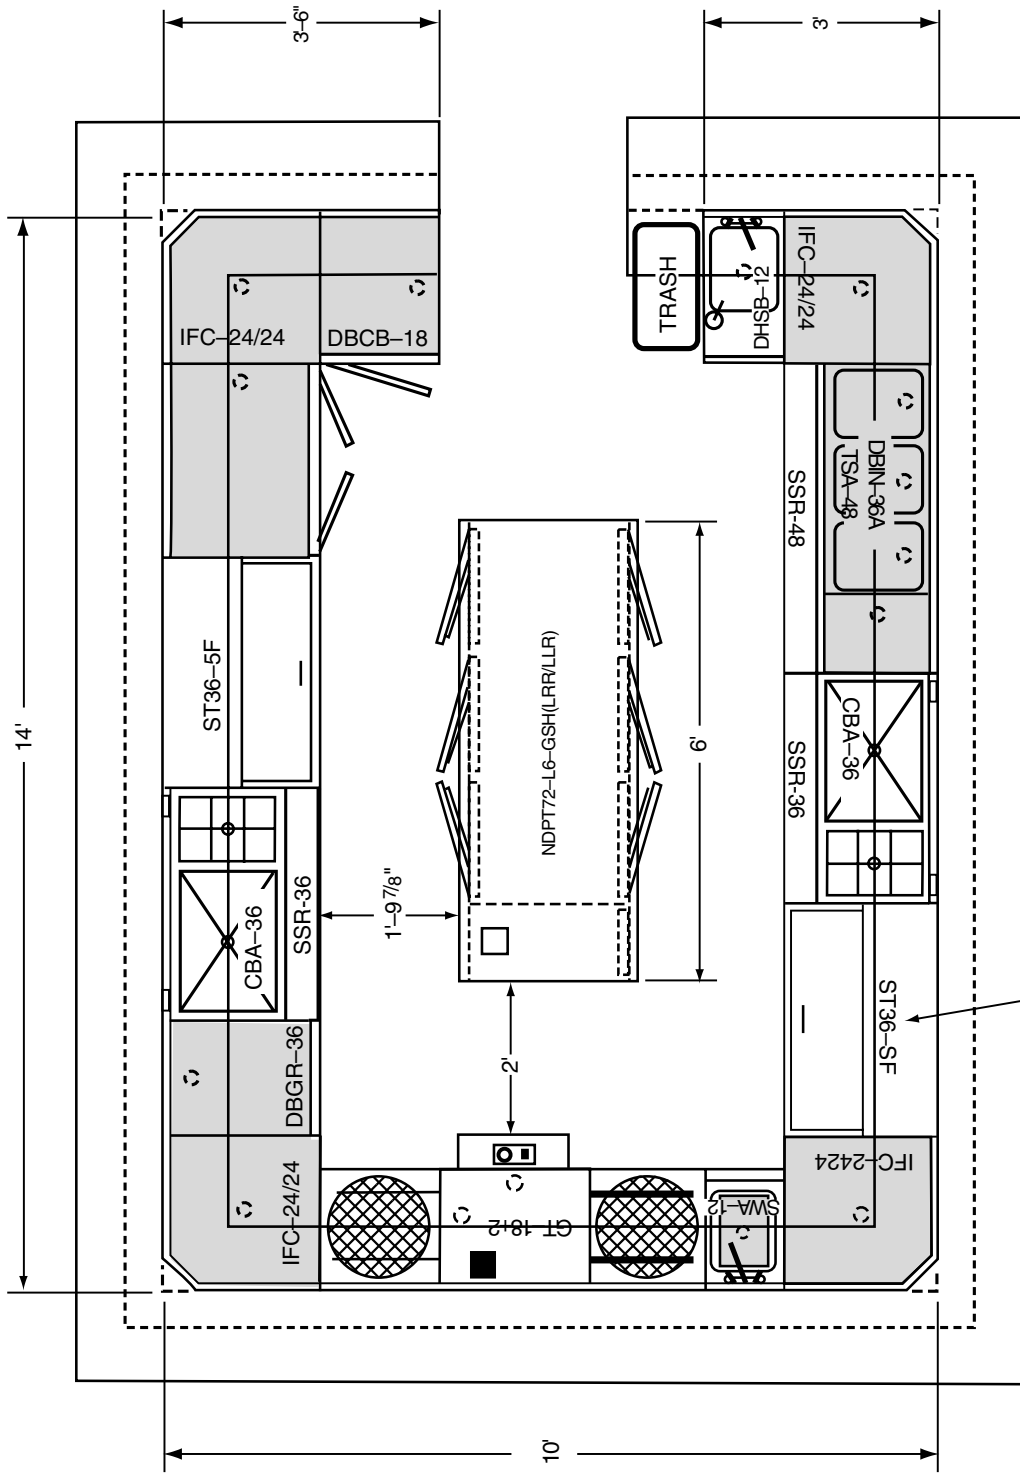 3'–6"
3'
14'
IFC–24/24
DBCB–18
TRASH
DHSB–12
IFC–24/24
ST36–5F
SSR-48
DBIN–36A
TSA–48
NDPT72–L6–GSH(LRR/LLR)
6'
SSR-36
CBA–36
CBA–36
SSR-36
1'–9 7/8"
DBGR–36
2'
ST36–SF
IFC–24/24
GT 18†2
SWA–12
IFC–2424
10'